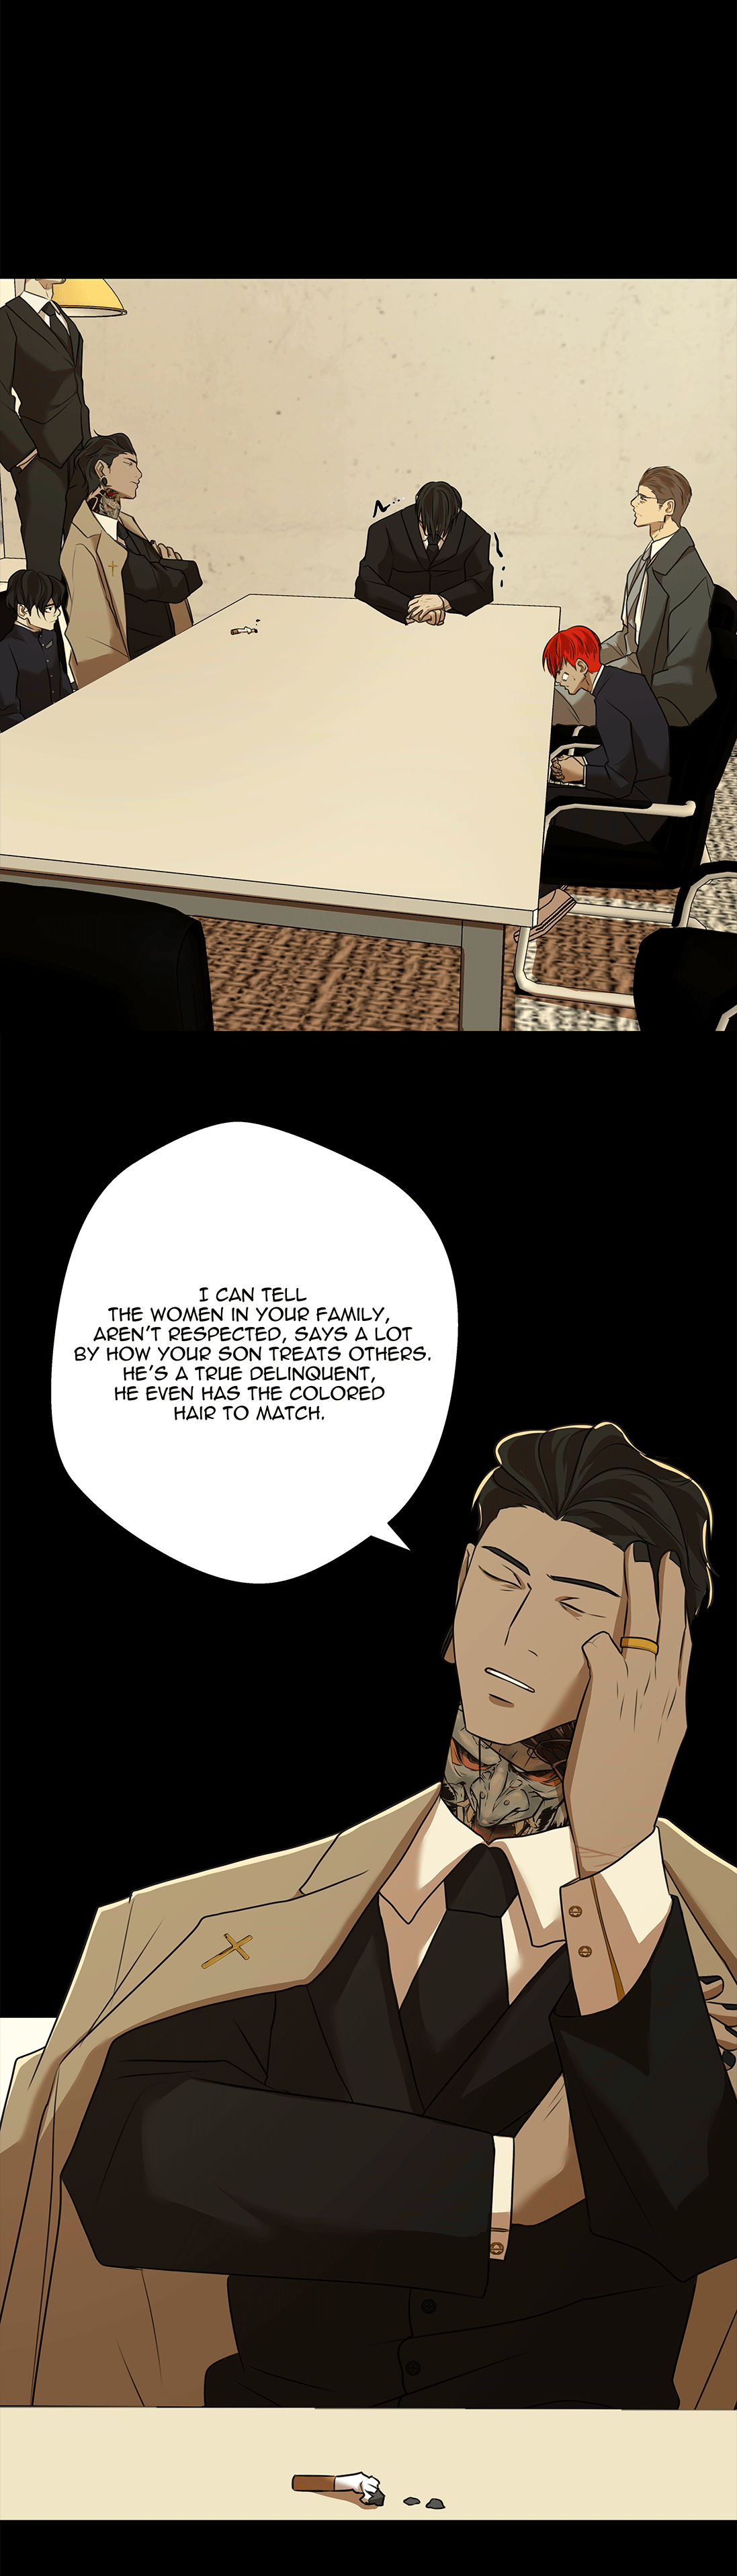 I CAN TELL
THE WOMEN IN YOUR FAMILY,
AREN'T RESPECTED, SAYS A LOT
BY HOW YOUR SON TREATS OTHERS.
HE'S A TRUE DELINQUENT,
HE EVEN HAS THE COLORED
HAIR TO MATCH.